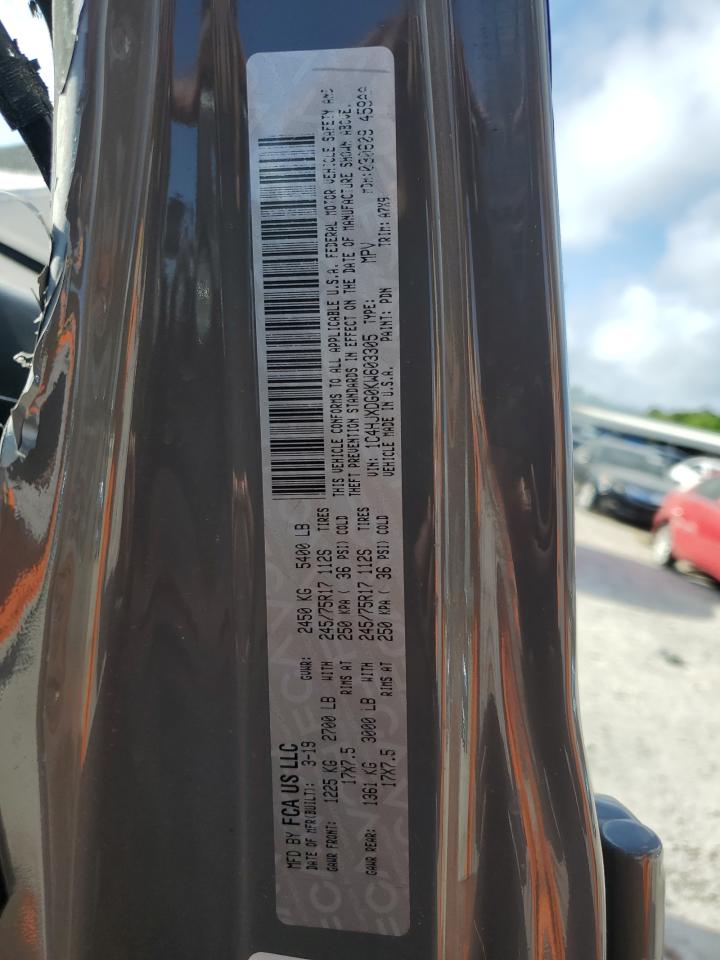 MFD BY FCA US LLC
DATE OF MFR(BUILT): 3-19 GVWR: 2450 KG 5400 LB
GAWR FRONT: 1225 KG 2700 LB WITH 245/75R17 112S TIRES
17X7.5 RIMS AT 250 KPA ( 36 PSI) COLD
GAWR REAR: 1361 KG 3000 LB WITH 245/75R17 112S TIRES
17X7.5 RIMS AT 250 KPA ( 36 PSI) COLD
THIS VEHICLE CONFORMS TO ALL APPLICABLE U.S.A. FEDERAL MOTOR VEHICLE SAFETY AND
THEFT PREVENTION STANDARDS IN EFFECT ON THE DATE OF MANUFACTURE SHOWN ABOVE.
VIN: 1C4HJXDG0KW603305 TYPE: MPV
VEHICLE MADE IN U.S.A. PAINT: PDN TRIM: A7X9